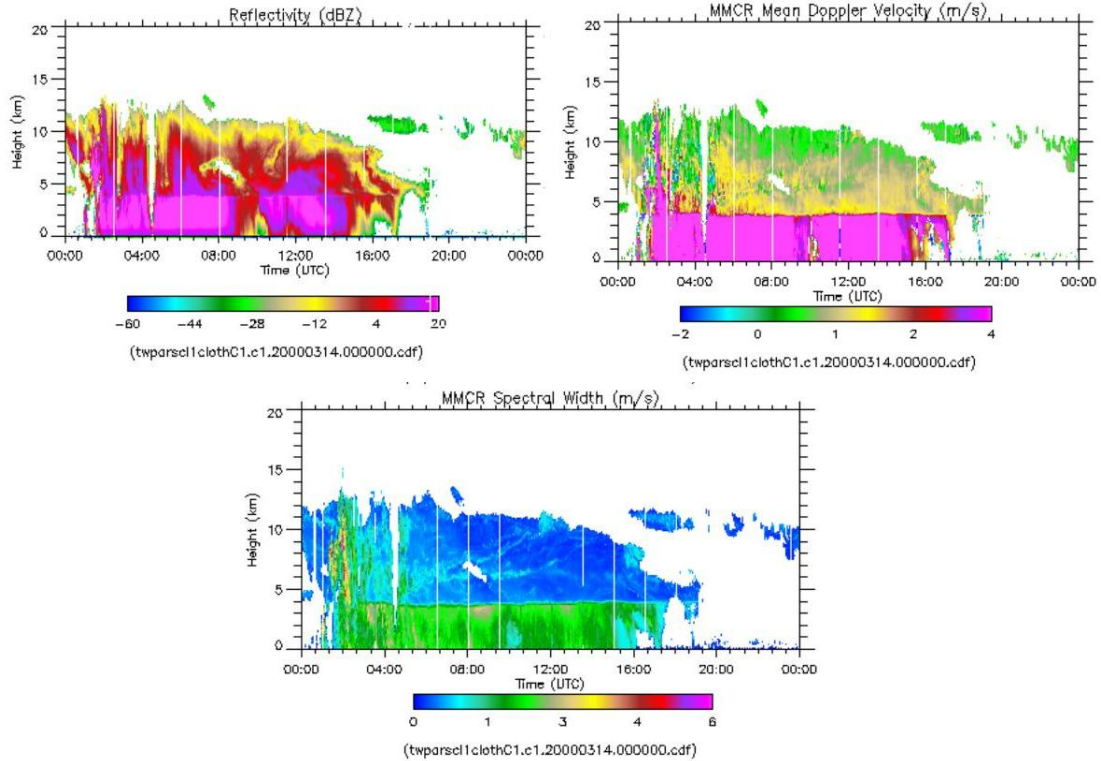 Reflectivity (dBZ)
20
15
10
5
0
Height (km)
00:00 04:00 08:00 12:00 16:00 20:00 00:00
Time (UTC)
-60 -44 -28 -12 4 20
(twparscl1clothC1.c1.20000314.000000.cdf)
MMCR Mean Doppler Velocity (m/s)
20
15
10
5
0
Height (km)
00:00 04:00 08:00 12:00 16:00 20:00 00:00
Time (UTC)
-2 0 1 2 4
(twparscl1clothC1.c1.20000314.000000.cdf)
MMCR Spectral Width (m/s)
20
15
10
5
0
Height (km)
00:00 04:00 08:00 12:00 16:00 20:00 00:00
Time (UTC)
0 1 3 4 6
(twparscl1clothC1.c1.20000314.000000.cdf)